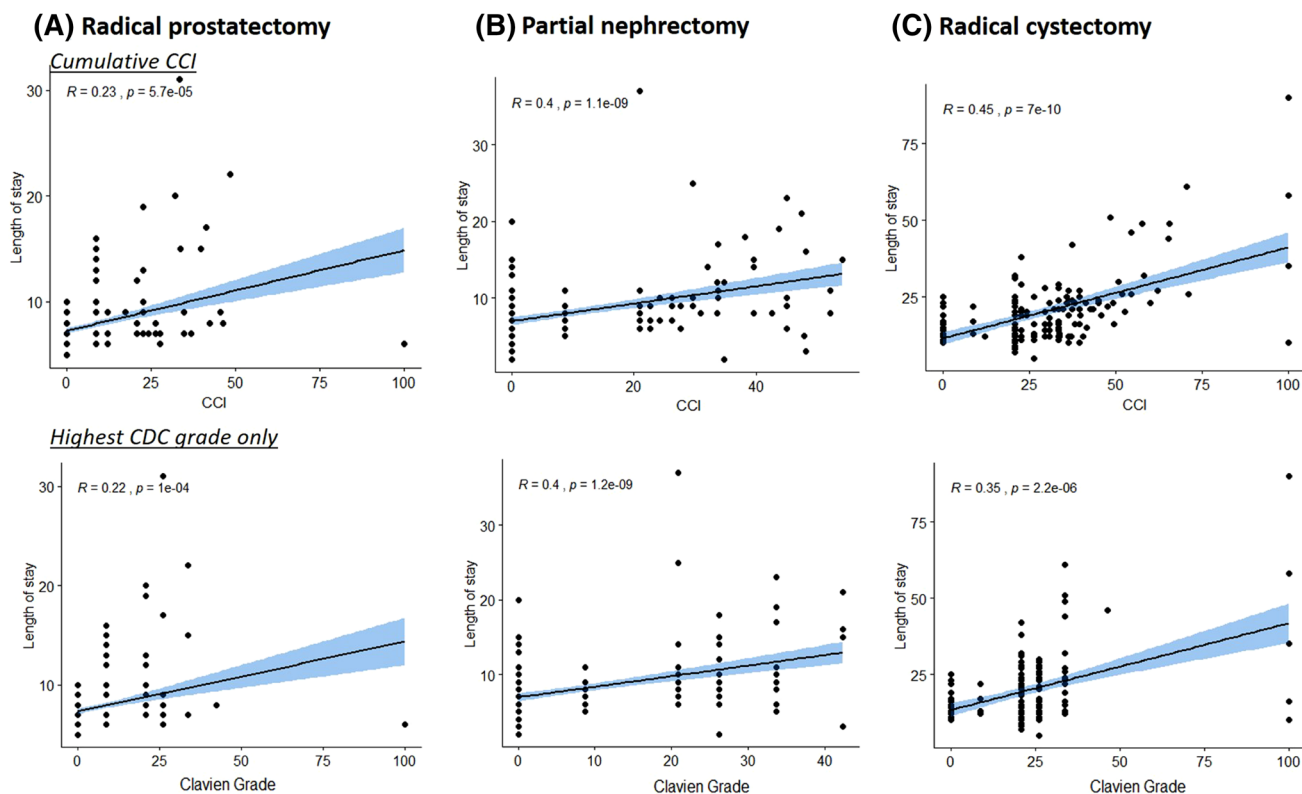 (A) Radical prostatectomy
Cumulative CCI
R = 0.23 , p = 5.7e-05
30
20
10
Length of stay
0 25 50 75 100
CCI
(B) Partial nephrectomy
R = 0.4 , p = 1.1e-09
30
20
10
Length of stay
0 20 40
CCI
(C) Radical cystectomy
R = 0.45 , p = 7e-10
75
50
25
Length of stay
0 25 50 75 100
CCI
Highest CDC grade only
R = 0.22 , p = 1e-04
30
20
10
Length of stay
0 25 50 75 100
Clavien Grade
R = 0.4 , p = 1.2e-09
30
20
10
Length of stay
0 10 20 30 40
Clavien Grade
R = 0.35 , p = 2.2e-06
75
50
25
Length of stay
0 25 50 75 100
Clavien Grade